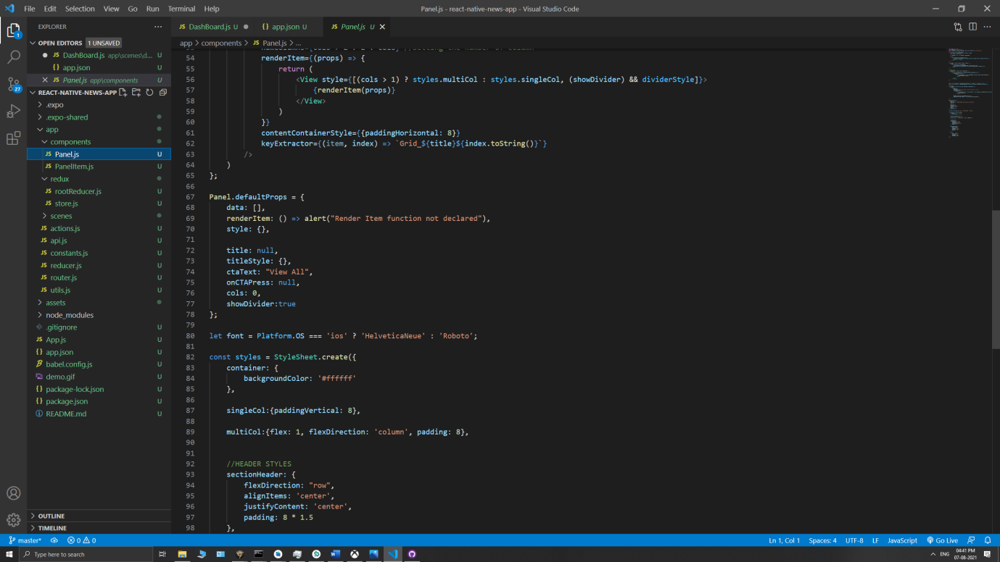 File Edit Selection View Go Run Terminal Help
Panel.js - react-native-news-app - Visual Studio Code
EXPLORER
OPEN EDITORS 1 UNSAVED
DashBoard.js app\scenes\d... U
app.json U
Panel.js app\components U
REACT-NATIVE-NEWS-APP
.expo
.expo-shared
app
components
Panel.js U
PanelItem.js U
redux
rootReducer.js U
store.js U
scenes
actions.js U
api.js U
constants.js U
reducer.js U
router.js U
utils.js U
assets
node_modules
.gitignore U
App.js U
app.json U
babel.config.js U
demo.gif U
package-lock.json U
package.json U
README.md U
OUTLINE
TIMELINE
DashBoard.js U
app.json U
Panel.js U
app > components > JS Panel.js > ...
54 renderItem={(props) => {
55 return (
56 <View style={[(cols > 1) ? styles.multiCol : styles.singleCol, (showDivider) && dividerStyle]}>
57 {renderItem(props)}
58 </View>
59 )
60 }}
61 contentContainerStyle={{paddingHorizontal: 8}}
62 keyExtractor={(item, index) => `Grid_${title}${index.toString()}`}
63 />
64 )
65 };
66
67 Panel.defaultProps = {
68 data: [],
69 renderItem: () => alert("Render Item function not declared"),
70 style: {},
71
72 title: null,
73 titleStyle: {},
74 ctaText: "View All",
75 onCTAPress: null,
76 cols: 0,
77 showDivider:true
78 };
79
80 let font = Platform.OS === 'ios' ? 'HelveticaNeue' : 'Roboto';
81
82 const styles = StyleSheet.create({
83 container: {
84 backgroundColor: '#ffffff'
85 },
86
87 singleCol:{paddingVertical: 8},
88
89 multiCol:{flex: 1, flexDirection: 'column', padding: 8},
90
91
92 //HEADER STYLES
93 sectionHeader: {
94 flexDirection: "row",
95 alignItems: 'center',
96 justifyContent: 'center',
97 padding: 8 * 1.5
98 },
master* 0 0 Ln 1, Col 1 Spaces: 4 UTF-8 LF JavaScript Go Live
Type here to search
ENG
04:41 PM
07-08-2021